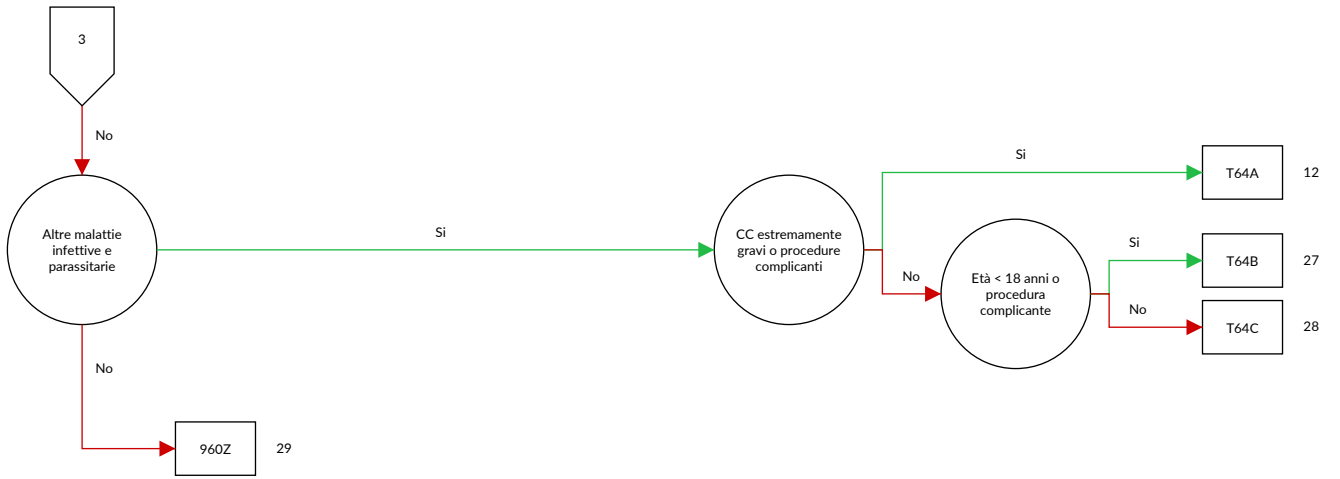 3
No
Altre malattie
infettive e
parassitarie
Si
CC estremamente
gravi o procedure
complicanti
Si
T64A
12
No
Età < 18 anni o
procedura
complicante
Si
T64B
27
No
T64C
28
No
960Z
29